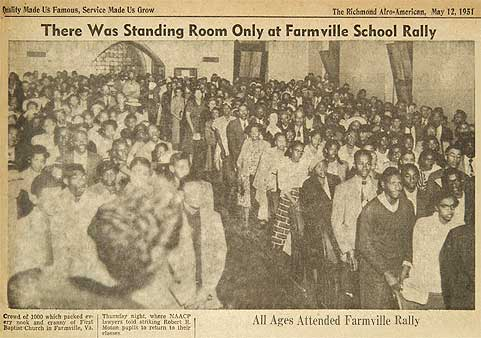 Quality Made Us Famous, Service Made Us Grow
The Richmond Afro-American, May 12, 1951
There Was Standing Room Only at Farmville School Rally
Crowd of 1000 which packed ev-
ery nook and cranny of First
Baptist Church in Farmville, Va.
Thursday night, where NAACP
lawyers told striking Robert R.
Moton pupils to return to their
classes.
All Ages Attended Farmville Rally